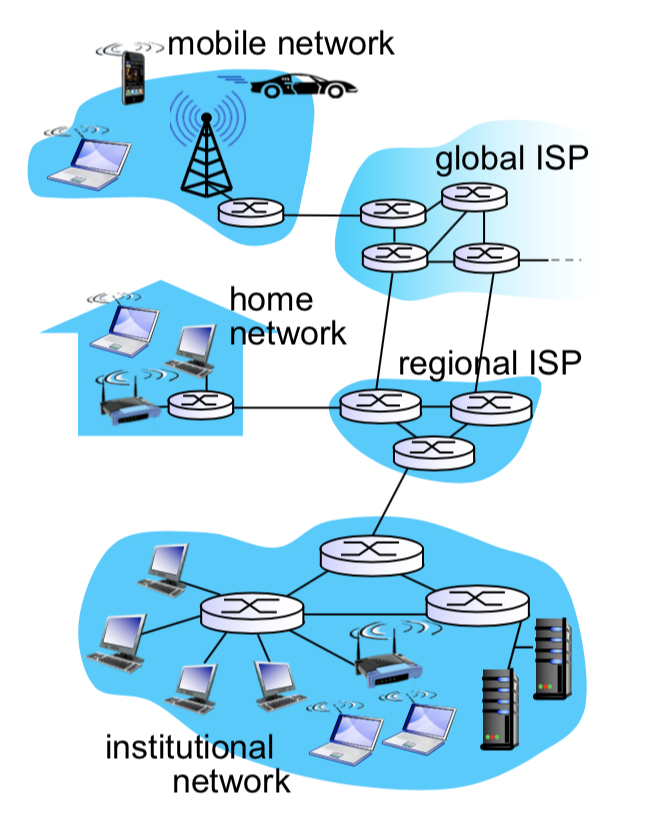 mobile network
global ISP
home
network
regional ISP
institutional
network